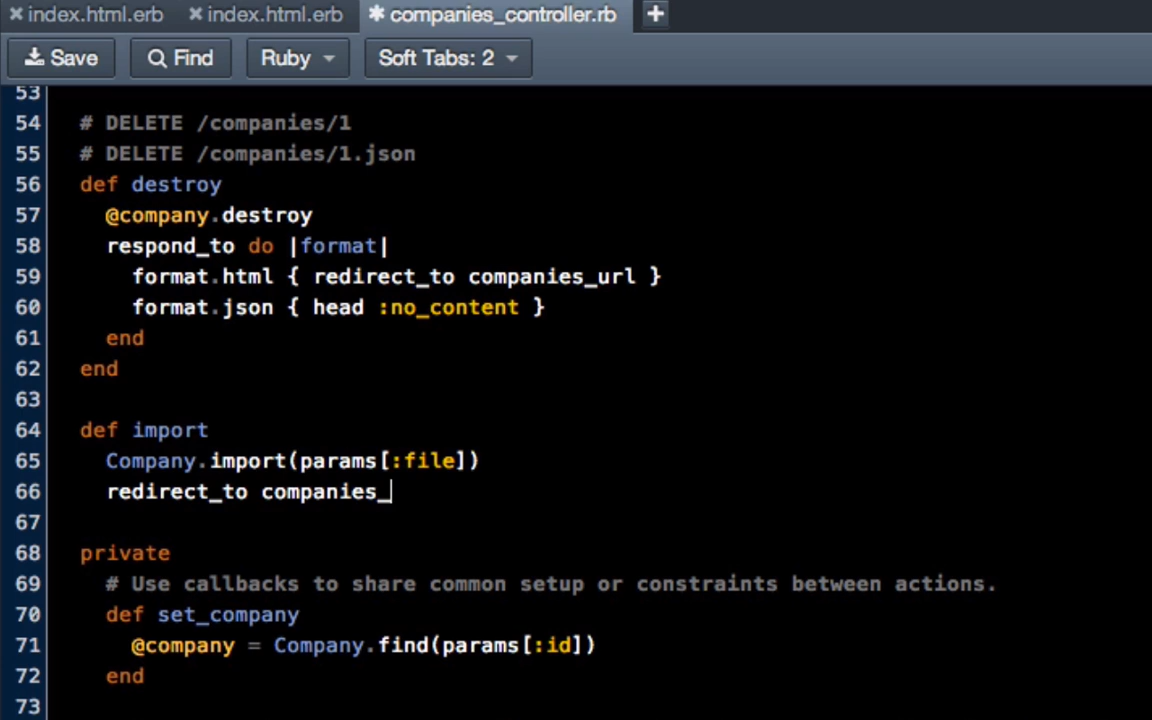 index.html.erb index.html.erb companies_controller.rb
Save Find Ruby Soft Tabs: 2
53
54 # DELETE /companies/1
55 # DELETE /companies/1.json
56 def destroy
57 @company.destroy
58 respond_to do |format|
59 format.html { redirect_to companies_url }
60 format.json { head :no_content }
61 end
62 end
63
64 def import
65 Company.import(params[:file])
66 redirect_to companies_
67
68 private
69 # Use callbacks to share common setup or constraints between actions.
70 def set_company
71 @company = Company.find(params[:id])
72 end
73